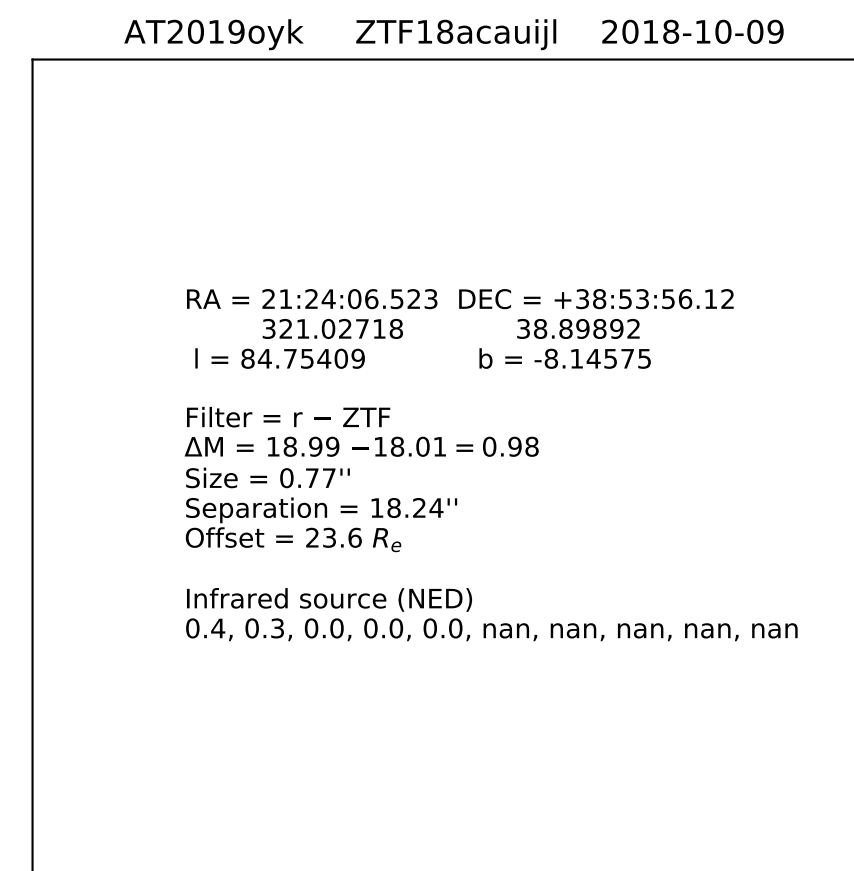 AT2019oyk ZTF18acauijl 2018-10-09
RA = 21:24:06.523 DEC = +38:53:56.12
321.02718 38.89892
l = 84.75409 b = -8.14575
Filter = r − ZTF
ΔM = 18.99 −18.01 = 0.98
Size = 0.77''
Separation = 18.24''
Offset = 23.6 Re
Infrared source (NED)
0.4, 0.3, 0.0, 0.0, 0.0, nan, nan, nan, nan, nan